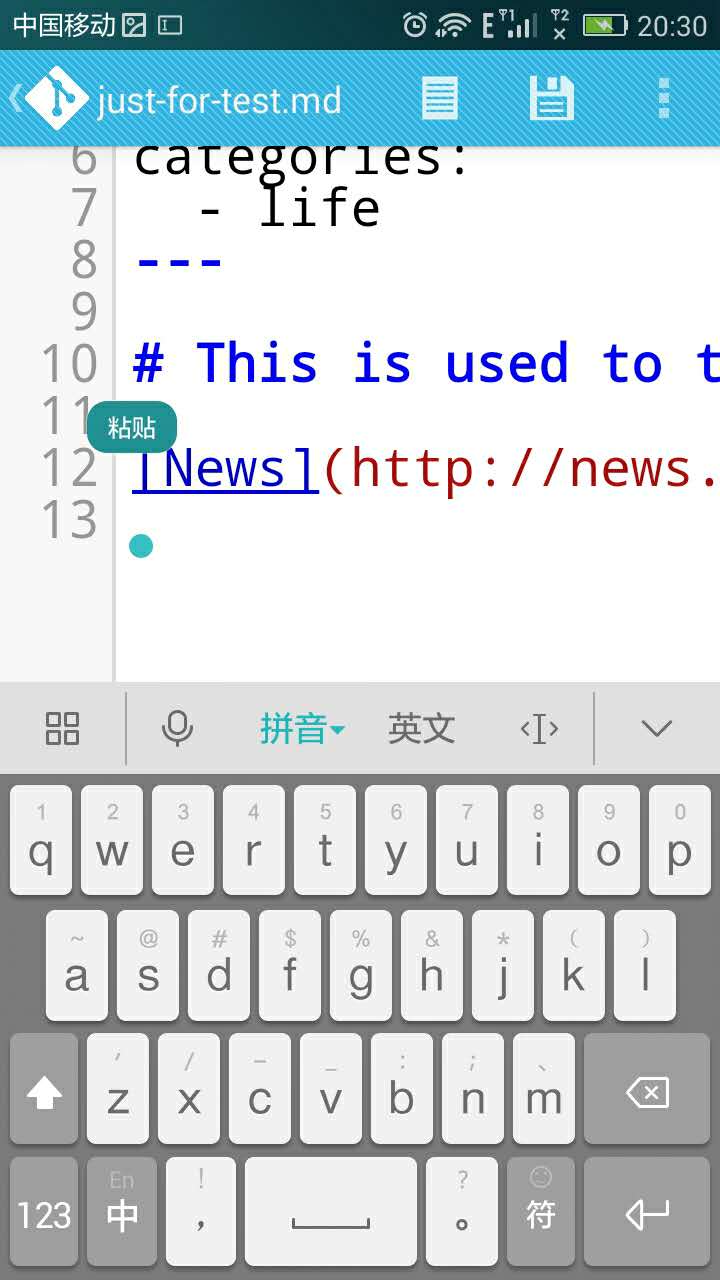 中国移动 E 1 2 20:30
just-for-test.md
6 categories:
7 - life
8 ---
9
10 # This is used to t
11
粘贴
12 [News](http://news.
13
拼音 英文
1 2 3 4 5 6 7 8 9 0
q w e r t y u i o p
~ @ # $ % & * ( )
a s d f g h j k l
' / - _ : ; 、
z x c v b n m
En ! ?
123 中 , 。 符